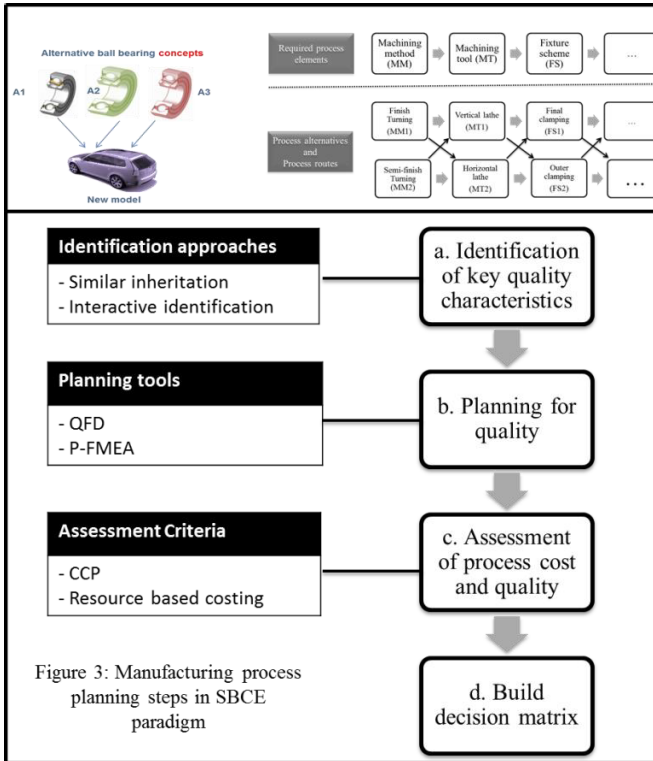 Alternative ball bearing concepts
A1
A2
A3
New model
Required process
elements
Machining
method
(MM)
Machining
tool (MT)
Fixture
scheme
(FS)
...
Process alternatives
and
Process routes
Finish
Turning
(MM1)
Vertical lathe
(MT1)
Final
clamping
(FS1)
...
Semi-finish
Turning
(MM2)
Horizontal
lathe
(MT2)
Outer
clamping
(FS2)
...
Identification approaches
- Similar inheritation
- Interactive identification
a. Identification
of key quality
characteristics
Planning tools
- QFD
- P-FMEA
b. Planning for
quality
Assessment Criteria
- CCP
- Resource based costing
c. Assessment
of process cost
and quality
Figure 3: Manufacturing process
planning steps in SBCE
paradigm
d. Build
decision matrix